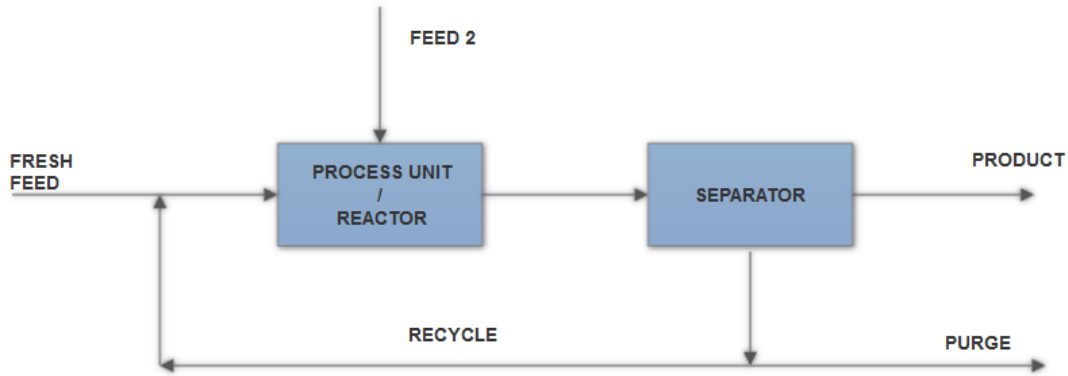 FEED 2
FRESH
FEED
PROCESS UNIT
/
REACTOR
SEPARATOR
PRODUCT
RECYCLE
PURGE